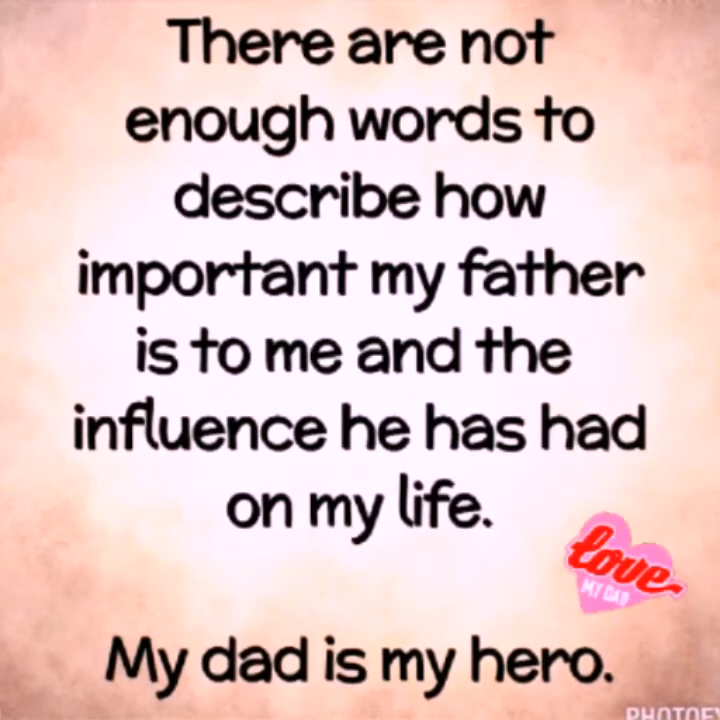 There are not
enough words to
describe how
important my father
is to me and the
influence he has had
on my life.
love
MY DAD
My dad is my hero.